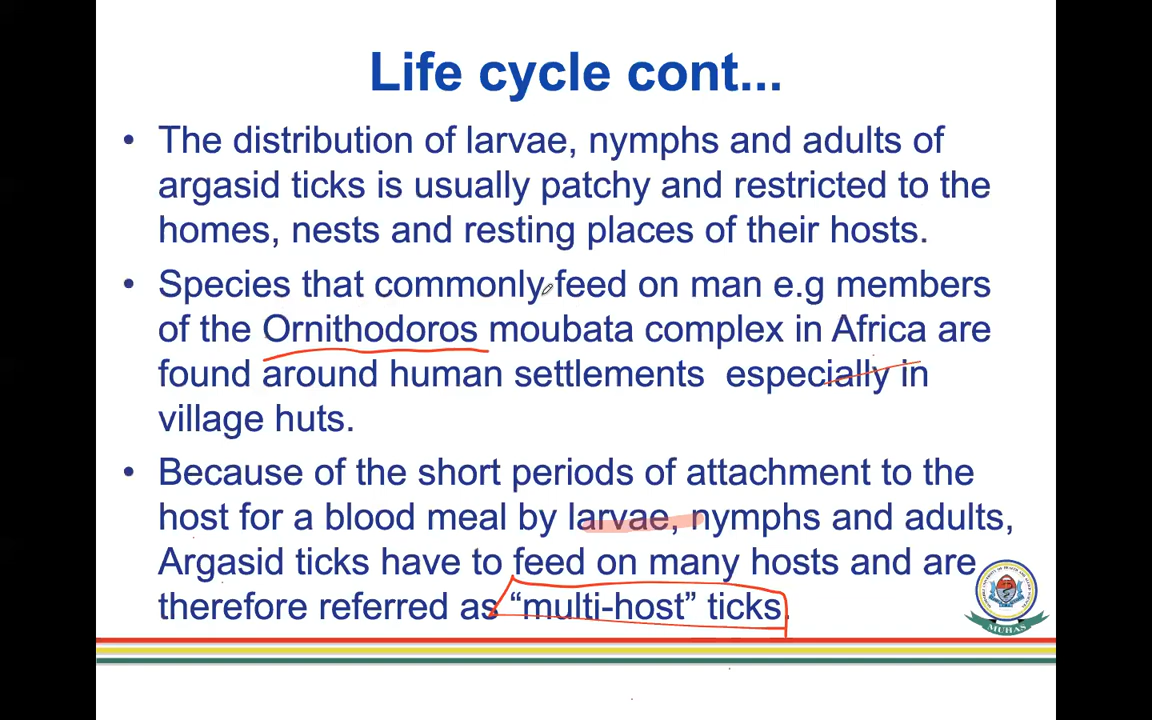 Life cycle cont...
• The distribution of larvae, nymphs and adults of
argasid ticks is usually patchy and restricted to the
homes, nests and resting places of their hosts.
• Species that commonly feed on man e.g members
of the Ornithodoros moubata complex in Africa are
found around human settlements especially in
village huts.
• Because of the short periods of attachment to the
host for a blood meal by larvae, nymphs and adults,
Argasid ticks have to feed on many hosts and are
therefore referred as “multi-host” ticks.
MUHAS